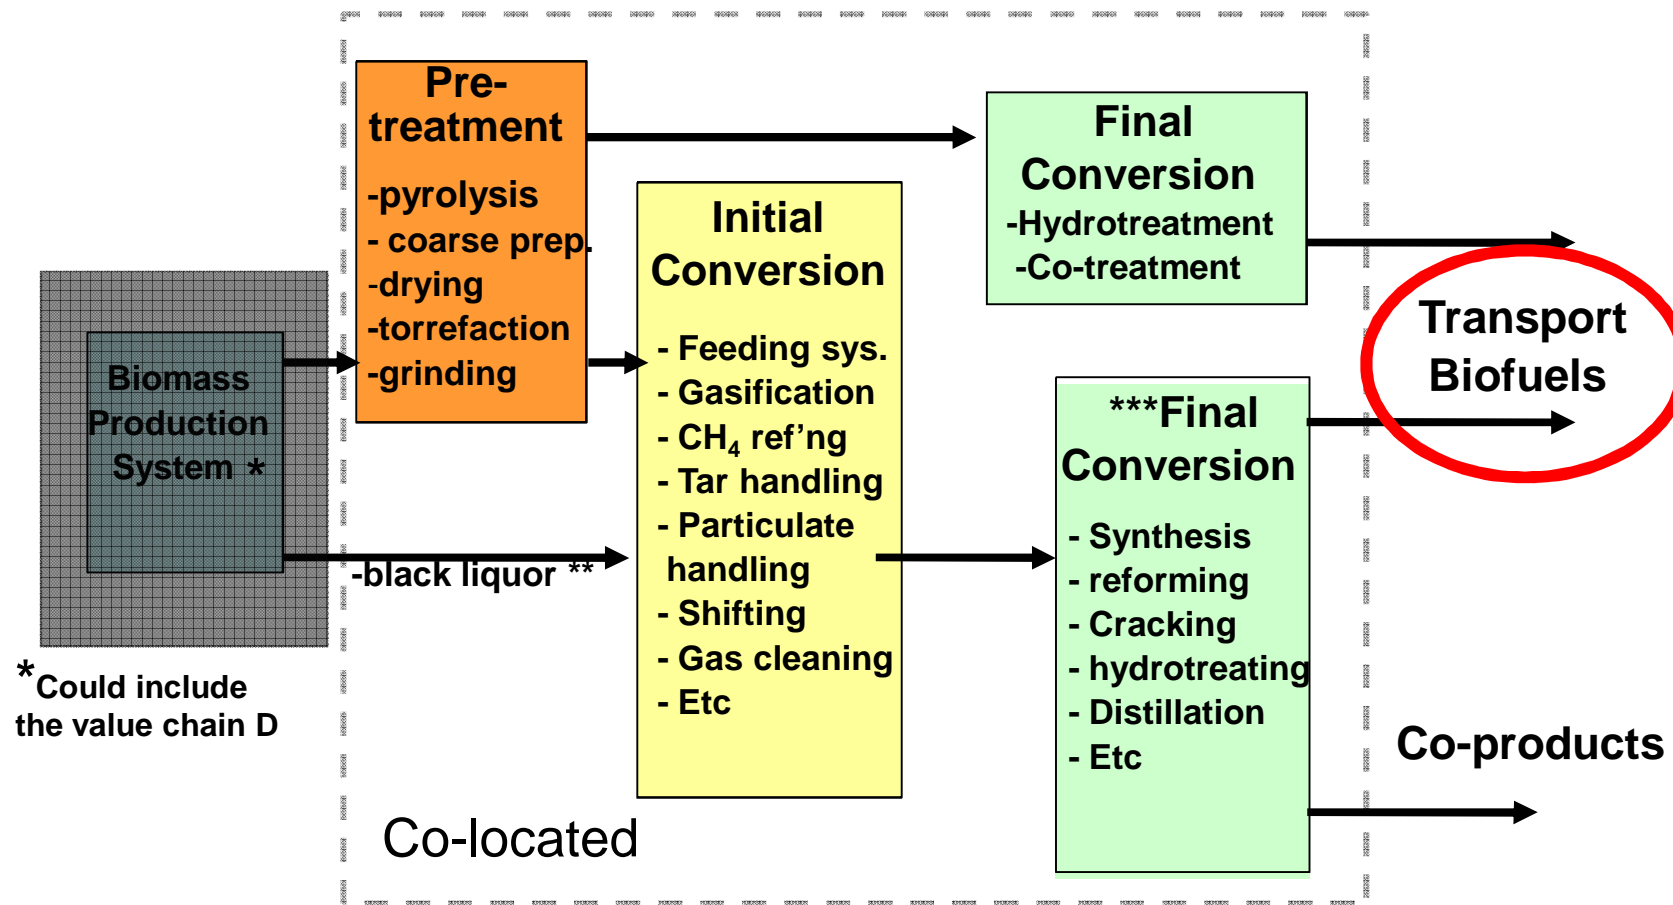 Pre-
treatment
-pyrolysis
- coarse prep.
-drying
-torrefaction
-grinding
Final
Conversion
-Hydrotreatment
-Co-treatment
Initial
Conversion
- Feeding sys.
- Gasification
- CH₄ ref’ng
- Tar handling
- Particulate
handling
- Shifting
- Gas cleaning
- Etc
Biomass
Production
System *
-black liquor **
*Could include
the value chain D
***Final
Conversion
- Synthesis
- reforming
- Cracking
- hydrotreating
- Distillation
- Etc
Transport
Biofuels
Co-products
Co-located